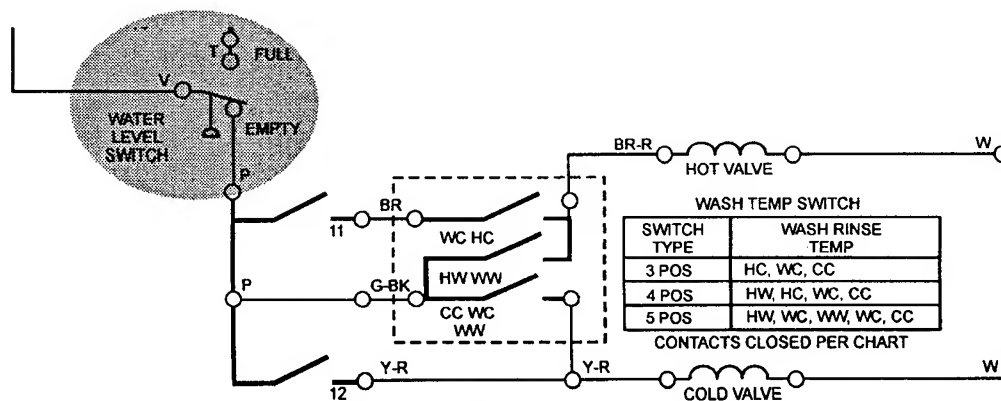 T FULL
V
WATER
LEVEL
SWITCH
EMPTY
P
11
BR
WC HC
BR-R
HOT VALVE
W
P
G-BK
HW WW
CC WC
WW
12
Y-R
Y-R
COLD VALVE
W
WASH TEMP SWITCH
SWITCH TYPE WASH RINSE TEMP
3 POS HC, WC, CC
4 POS HW, HC, WC, CC
5 POS HW, WC, WW, WC, CC
CONTACTS CLOSED PER CHART